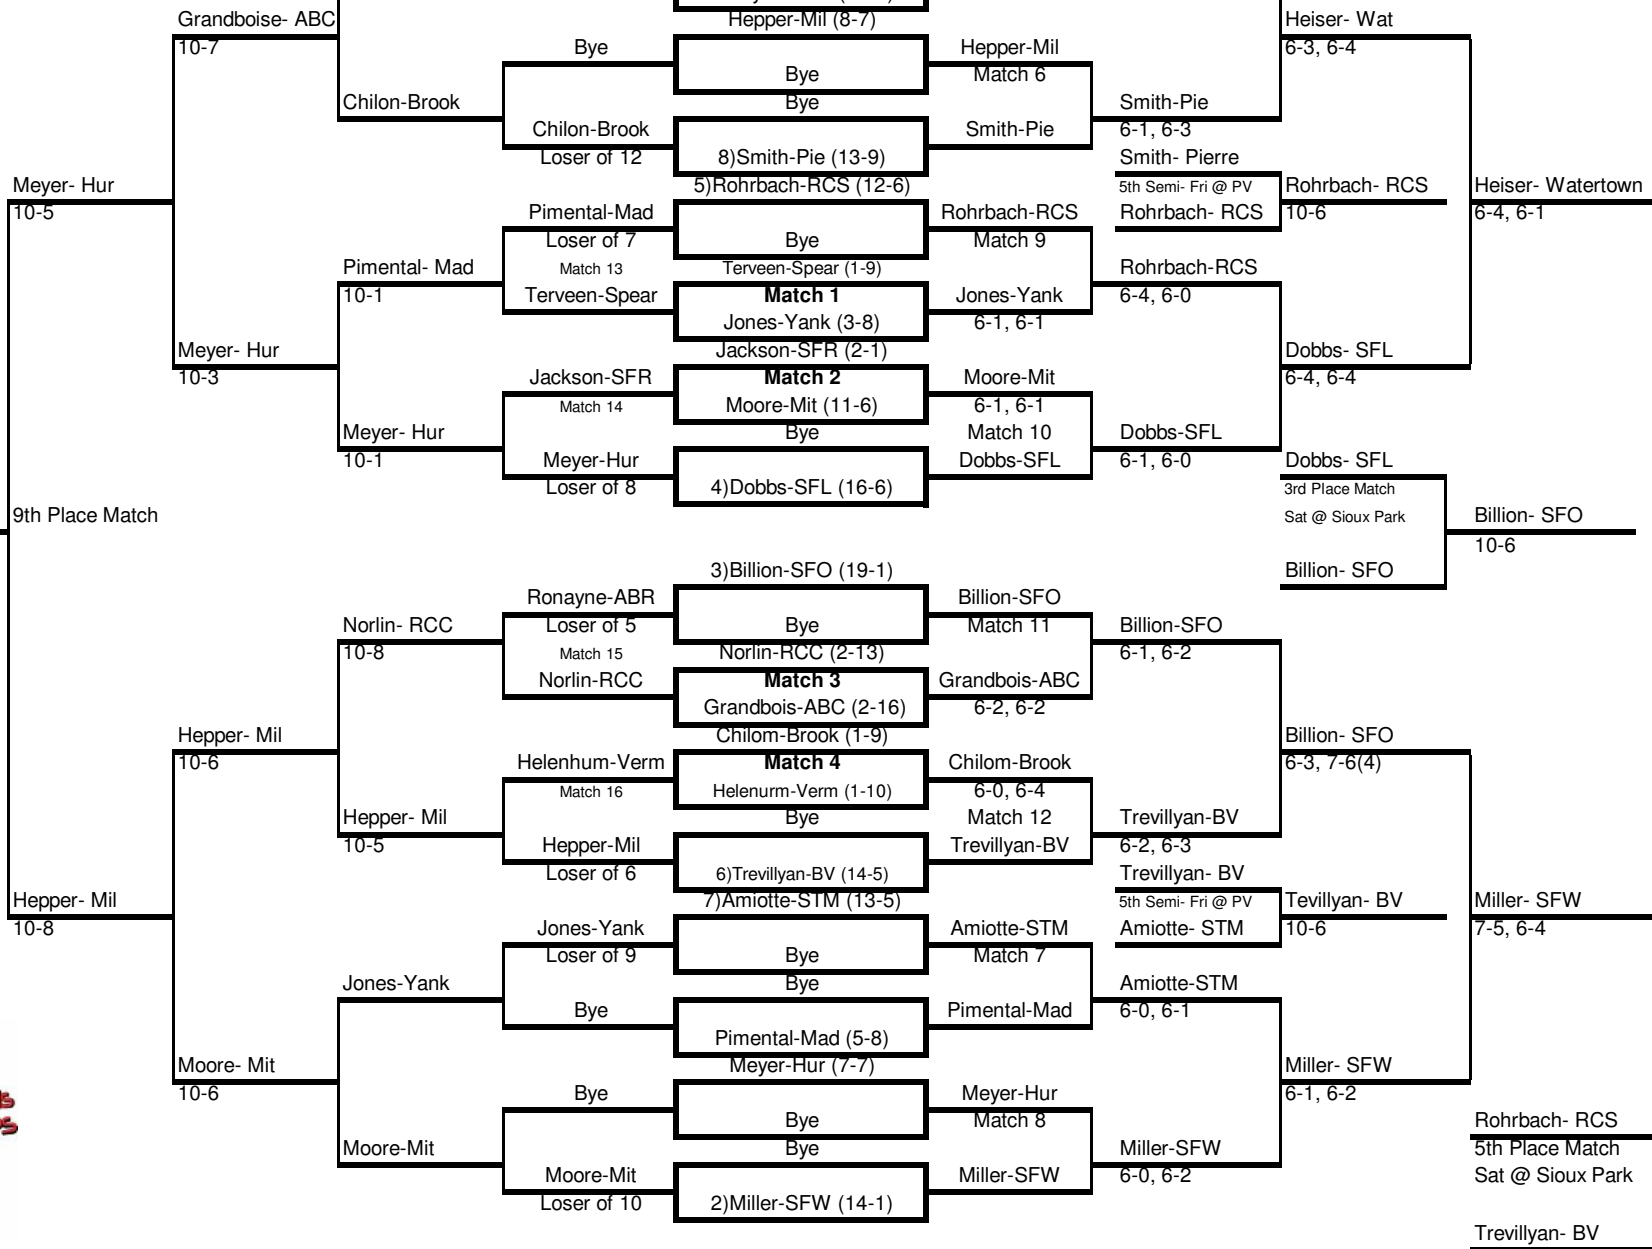 Grandboise- ABC
10-7
Hepper-Mil (8-7)
Heiser- Wat
6-3, 6-4
Bye
Bye
Hepper-Mil
Match 6
Chilon-Brook
Bye
Smith-Pie
6-1, 6-3
Chilon-Brook
Loser of 12
8)Smith-Pie (13-9)
Smith-Pie
Smith- Pierre
5th Semi- Fri @ PV
Rohrbach- RCS
Rohrbach- RCS
10-6
Heiser- Watertown
6-4, 6-1
Meyer- Hur
10-5
5)Rohrbach-RCS (12-6)
Pimental-Mad
Loser of 7
Bye
Rohrbach-RCS
Match 9
Pimental- Mad
10-1
Match 13
Terveen-Spear
Terveen-Spear (1-9)
Match 1
Jones-Yank (3-8)
Jones-Yank
6-1, 6-1
Rohrbach-RCS
6-4, 6-0
Meyer- Hur
10-3
Jackson-SFR (2-1)
Match 2
Moore-Mit (11-6)
Jackson-SFR
Match 14
Moore-Mit
6-1, 6-1
Dobbs- SFL
6-4, 6-4
Meyer- Hur
10-1
Bye
Match 10
Dobbs-SFL
6-1, 6-0
Meyer-Hur
Loser of 8
4)Dobbs-SFL (16-6)
Dobbs-SFL
Dobbs- SFL
3rd Place Match
Sat @ Sioux Park
Billion- SFO
Billion- SFO
10-6
9th Place Match
3)Billion-SFO (19-1)
Ronayne-ABR
Loser of 5
Bye
Billion-SFO
Match 11
Norlin- RCC
10-8
Match 15
Norlin-RCC
Norlin-RCC (2-13)
Match 3
Grandbois-ABC (2-16)
Grandbois-ABC
6-2, 6-2
Billion-SFO
6-1, 6-2
Hepper- Mil
10-6
Chilom-Brook (1-9)
Match 4
Helenurm-Verm (1-10)
Helenhum-Verm
Match 16
Chilom-Brook
6-0, 6-4
Billion- SFO
6-3, 7-6(4)
Hepper- Mil
10-5
Bye
Match 12
Trevillyan-BV
6-2, 6-3
Hepper-Mil
Loser of 6
6)Trevillyan-BV (14-5)
Trevillyan-BV
Trevillyan- BV
5th Semi- Fri @ PV
Amiotte- STM
Tevillyan- BV
10-6
Miller- SFW
7-5, 6-4
Hepper- Mil
10-8
7)Amiotte-STM (13-5)
Jones-Yank
Loser of 9
Bye
Amiotte-STM
Match 7
Jones-Yank
Bye
Bye
Pimental-Mad (5-8)
Pimental-Mad
Amiotte-STM
6-0, 6-1
Moore- Mit
10-6
Meyer-Hur (7-7)
Bye
Bye
Meyer-Hur
Match 8
Miller- SFW
6-1, 6-2
Moore-Mit
Bye
Miller-SFW
6-0, 6-2
Moore-Mit
Loser of 10
2)Miller-SFW (14-1)
Miller-SFW
Rohrbach- RCS
5th Place Match
Sat @ Sioux Park
Trevillyan- BV